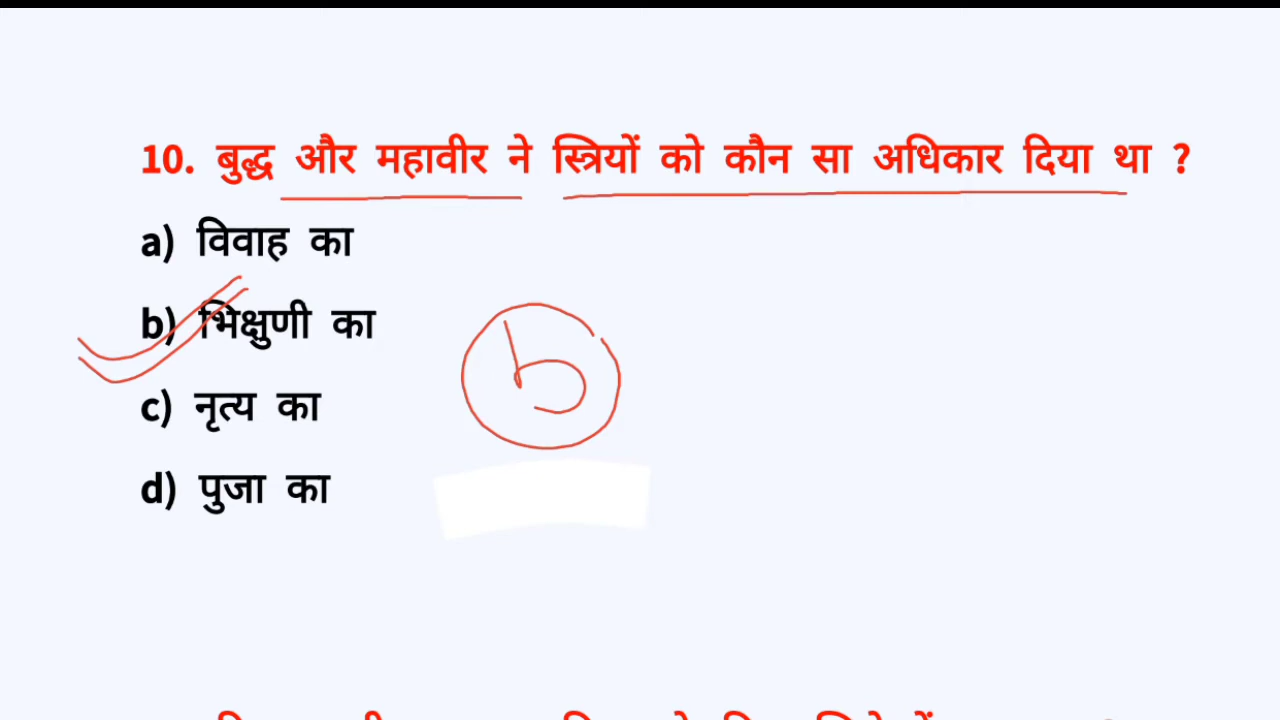 10. बुद्ध और महावीर ने स्त्रियों को कौन सा अधिकार दिया था ?
a) विवाह का
b) भिक्षुणी का
b
c) नृत्य का
d) पुजा का